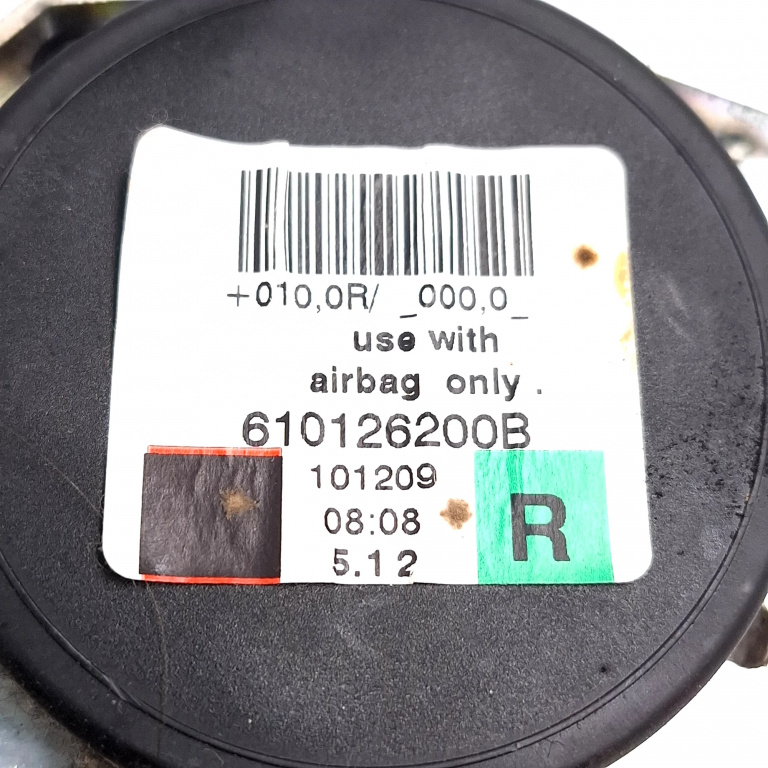 +010,0R/ _000,0_
use with
airbag only .
610126200B
101209
08:08
5.12
R